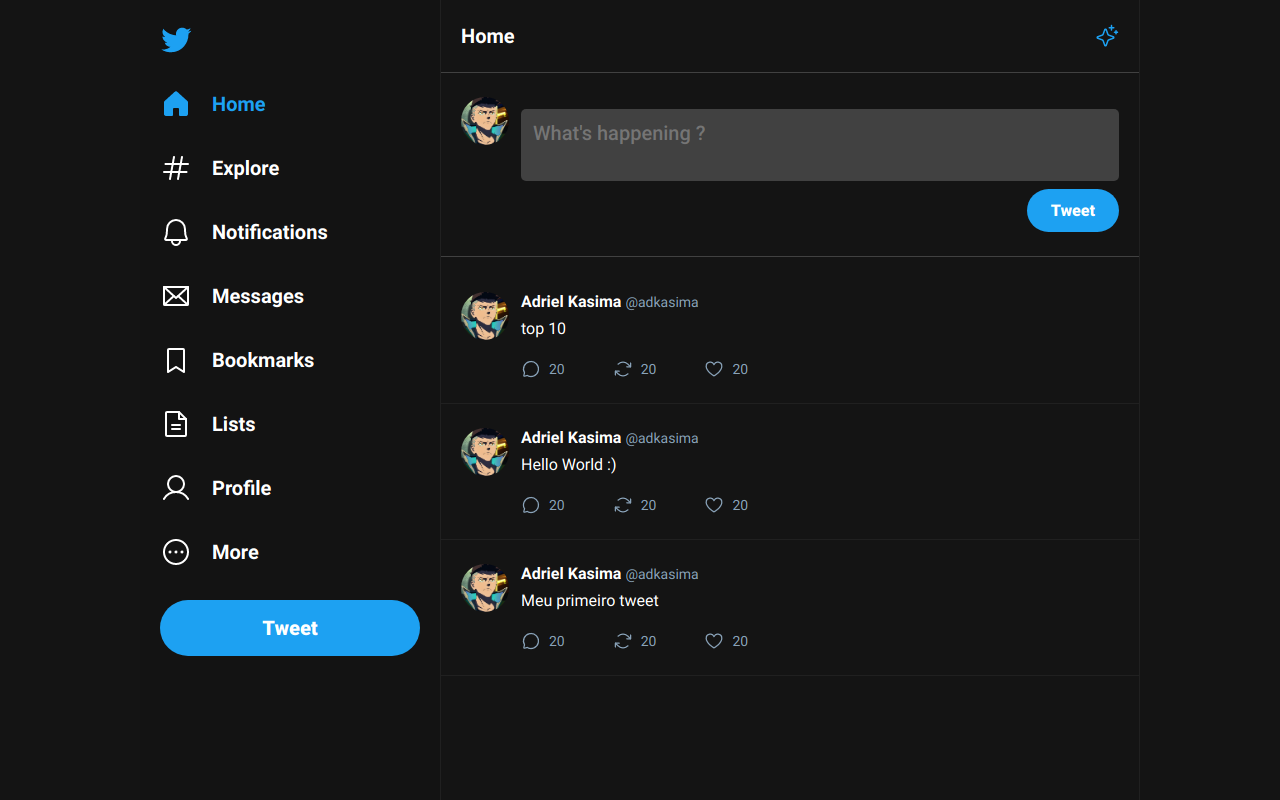 Home
Explore
Notifications
Messages
Bookmarks
Lists
Profile
More
Tweet
Home
What's happening ?
Tweet
Adriel Kasima @adkasima
top 10
20 20 20
Adriel Kasima @adkasima
Hello World :)
20 20 20
Adriel Kasima @adkasima
Meu primeiro tweet
20 20 20